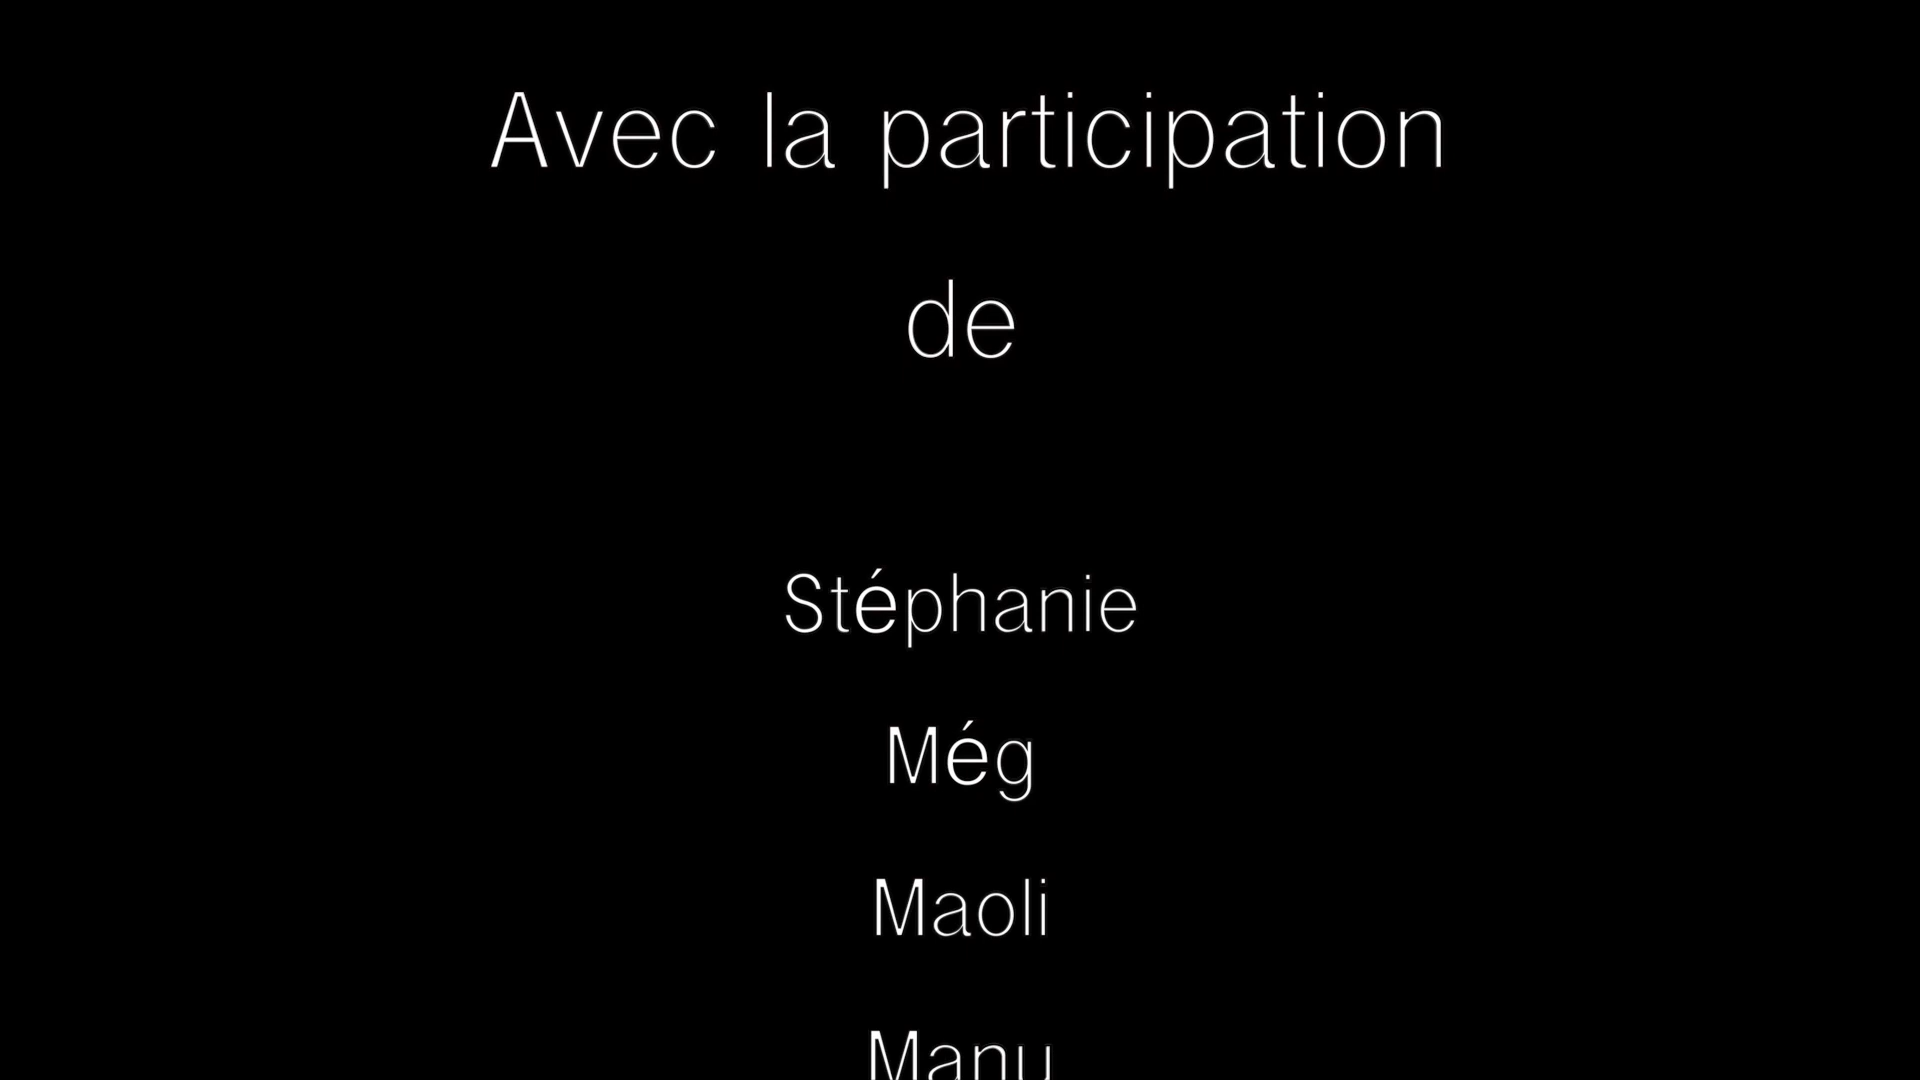 Avec la participation
de
Stéphanie
Még
Maoli
Manu